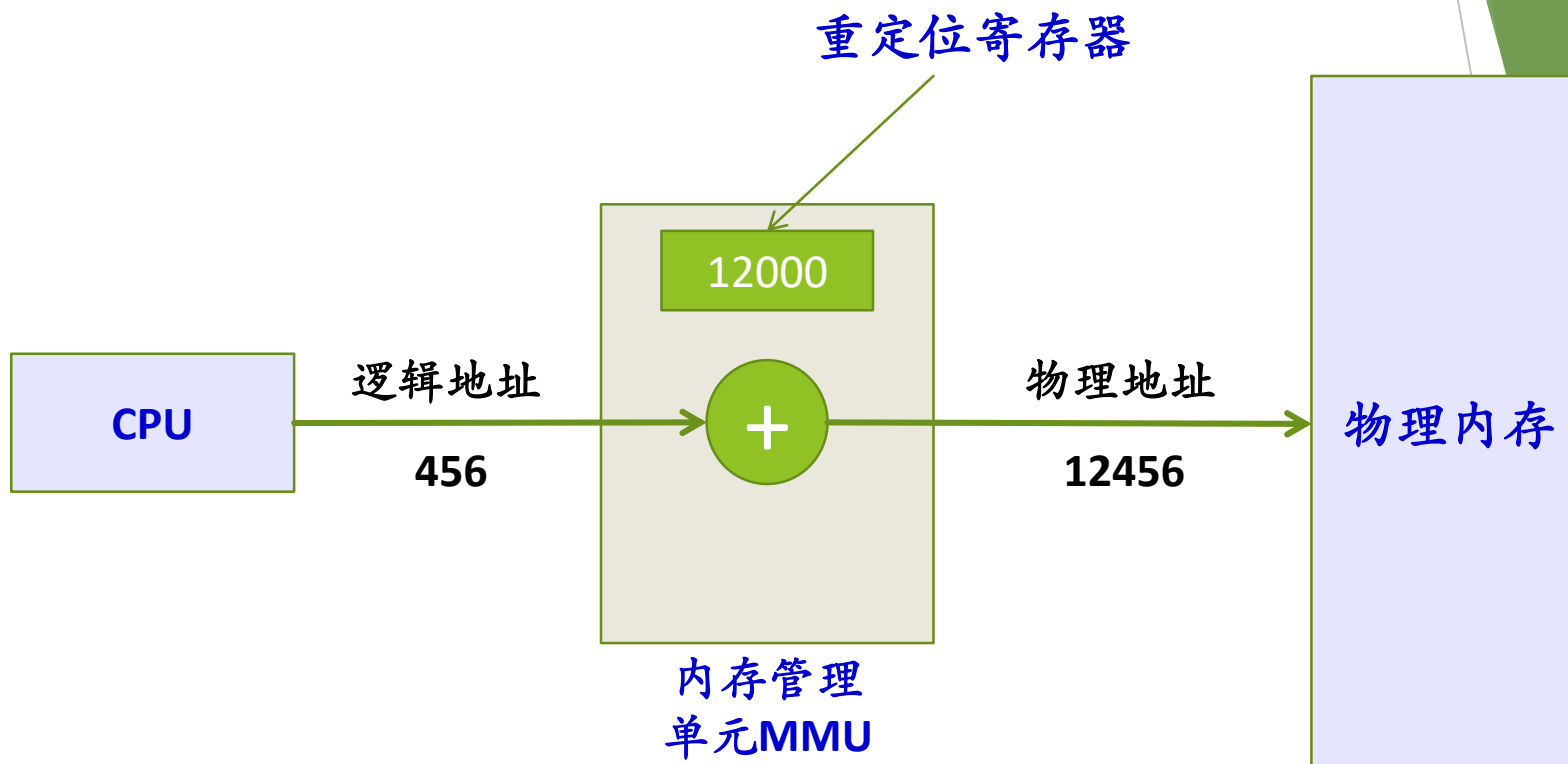 重定位寄存器
12000
CPU
逻辑地址
456
+
物理地址
12456
物理内存
内存管理
单元MMU